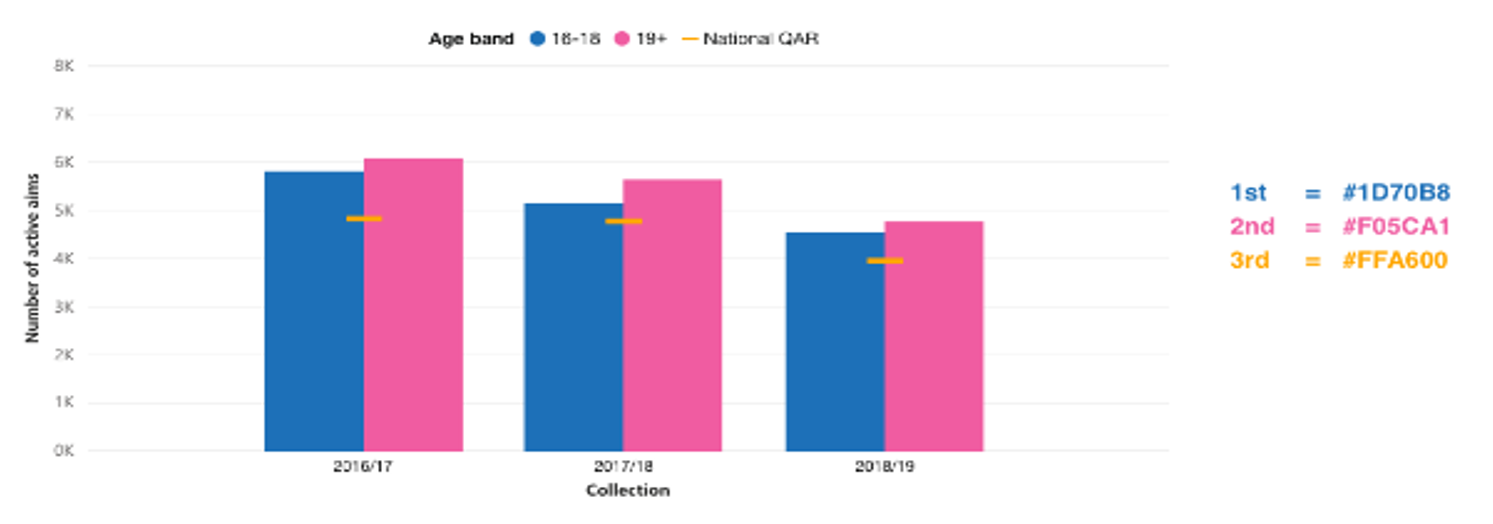 Age band 16-18 19+ National QAR
8K
7K
6K
5K
4K
3K
2K
1K
0K
Number of active aims
2016/17 2017/18 2018/19
Collection
1st = #1D70B8
2nd = #F05CA1
3rd = #FFA600